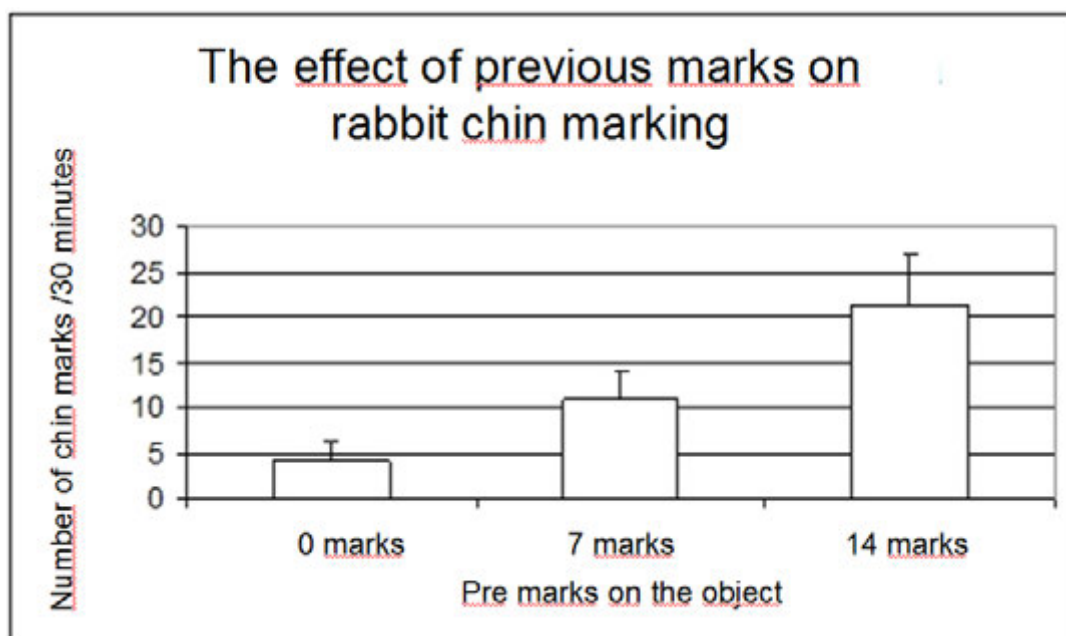 The effect of previous marks on
rabbit chin marking
Number of chin marks /30 minutes
30
25
20
15
10
5
0
0 marks
7 marks
14 marks
Pre marks on the object